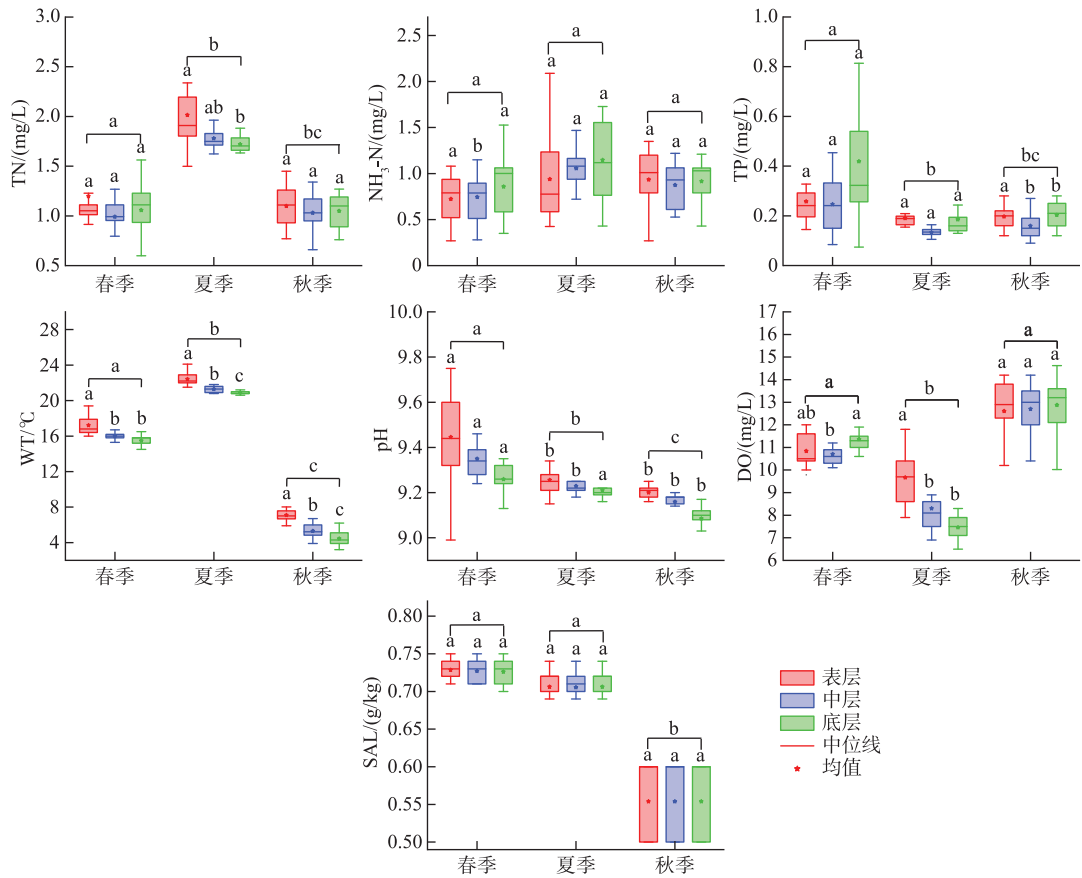 TN/(mg/L)
3.0
2.5
2.0
1.5
1.0
0.5
a
a
a
a
b
a
ab
b
bc
a
a
a
春季
夏季
秋季
NH3-N/(mg/L)
2.5
2.0
1.5
1.0
0.5
0
a
a
b
a
a
a
a
a
a
a
a
a
春季
夏季
秋季
TP/(mg/L)
1.0
0.8
0.6
0.4
0.2
0
a
a
a
a
b
a
a
a
bc
a
b
b
春季
夏季
秋季
WT/℃
28
24
20
16
12
8
4
a
a
b
b
b
a
b
c
c
a
b
c
春季
夏季
秋季
pH
10.0
9.8
9.6
9.4
9.2
9.0
a
a
a
a
b
b
b
a
c
b
b
b
春季
夏季
秋季
DO/(mg/L)
17
16
15
14
13
12
11
10
9
8
7
6
a
ab
b
a
b
a
b
b
a
a
a
a
春季
夏季
秋季
SAL/(g/kg)
0.80
0.75
0.70
0.65
0.60
0.55
0.50
a
a
a
a
a
a
a
a
b
a
a
a
春季
夏季
秋季
表层
中层
底层
中位线
均值